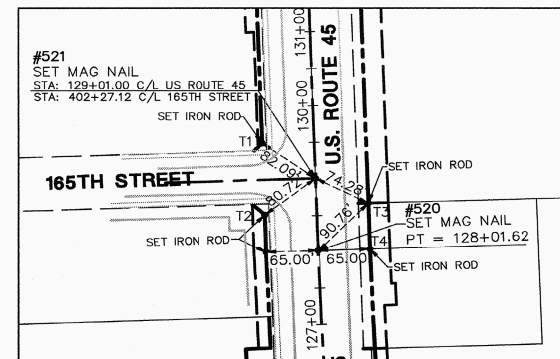 #521
SET MAG NAIL
STA: 129+01.00 C/L US ROUTE 45
STA: 402+27.12 C/L 165TH STREET
SET IRON ROD
131+00
U.S. ROUTE 45
130+00
T1
82.09'
74.28'
SET IRON ROD
165TH STREET
80.72'
90.76'
T2
T3
#520
SET MAG NAIL
PT = 128+01.62
SET IRON ROD
T4
65.00'
65.00'
SET IRON ROD
127+00
US